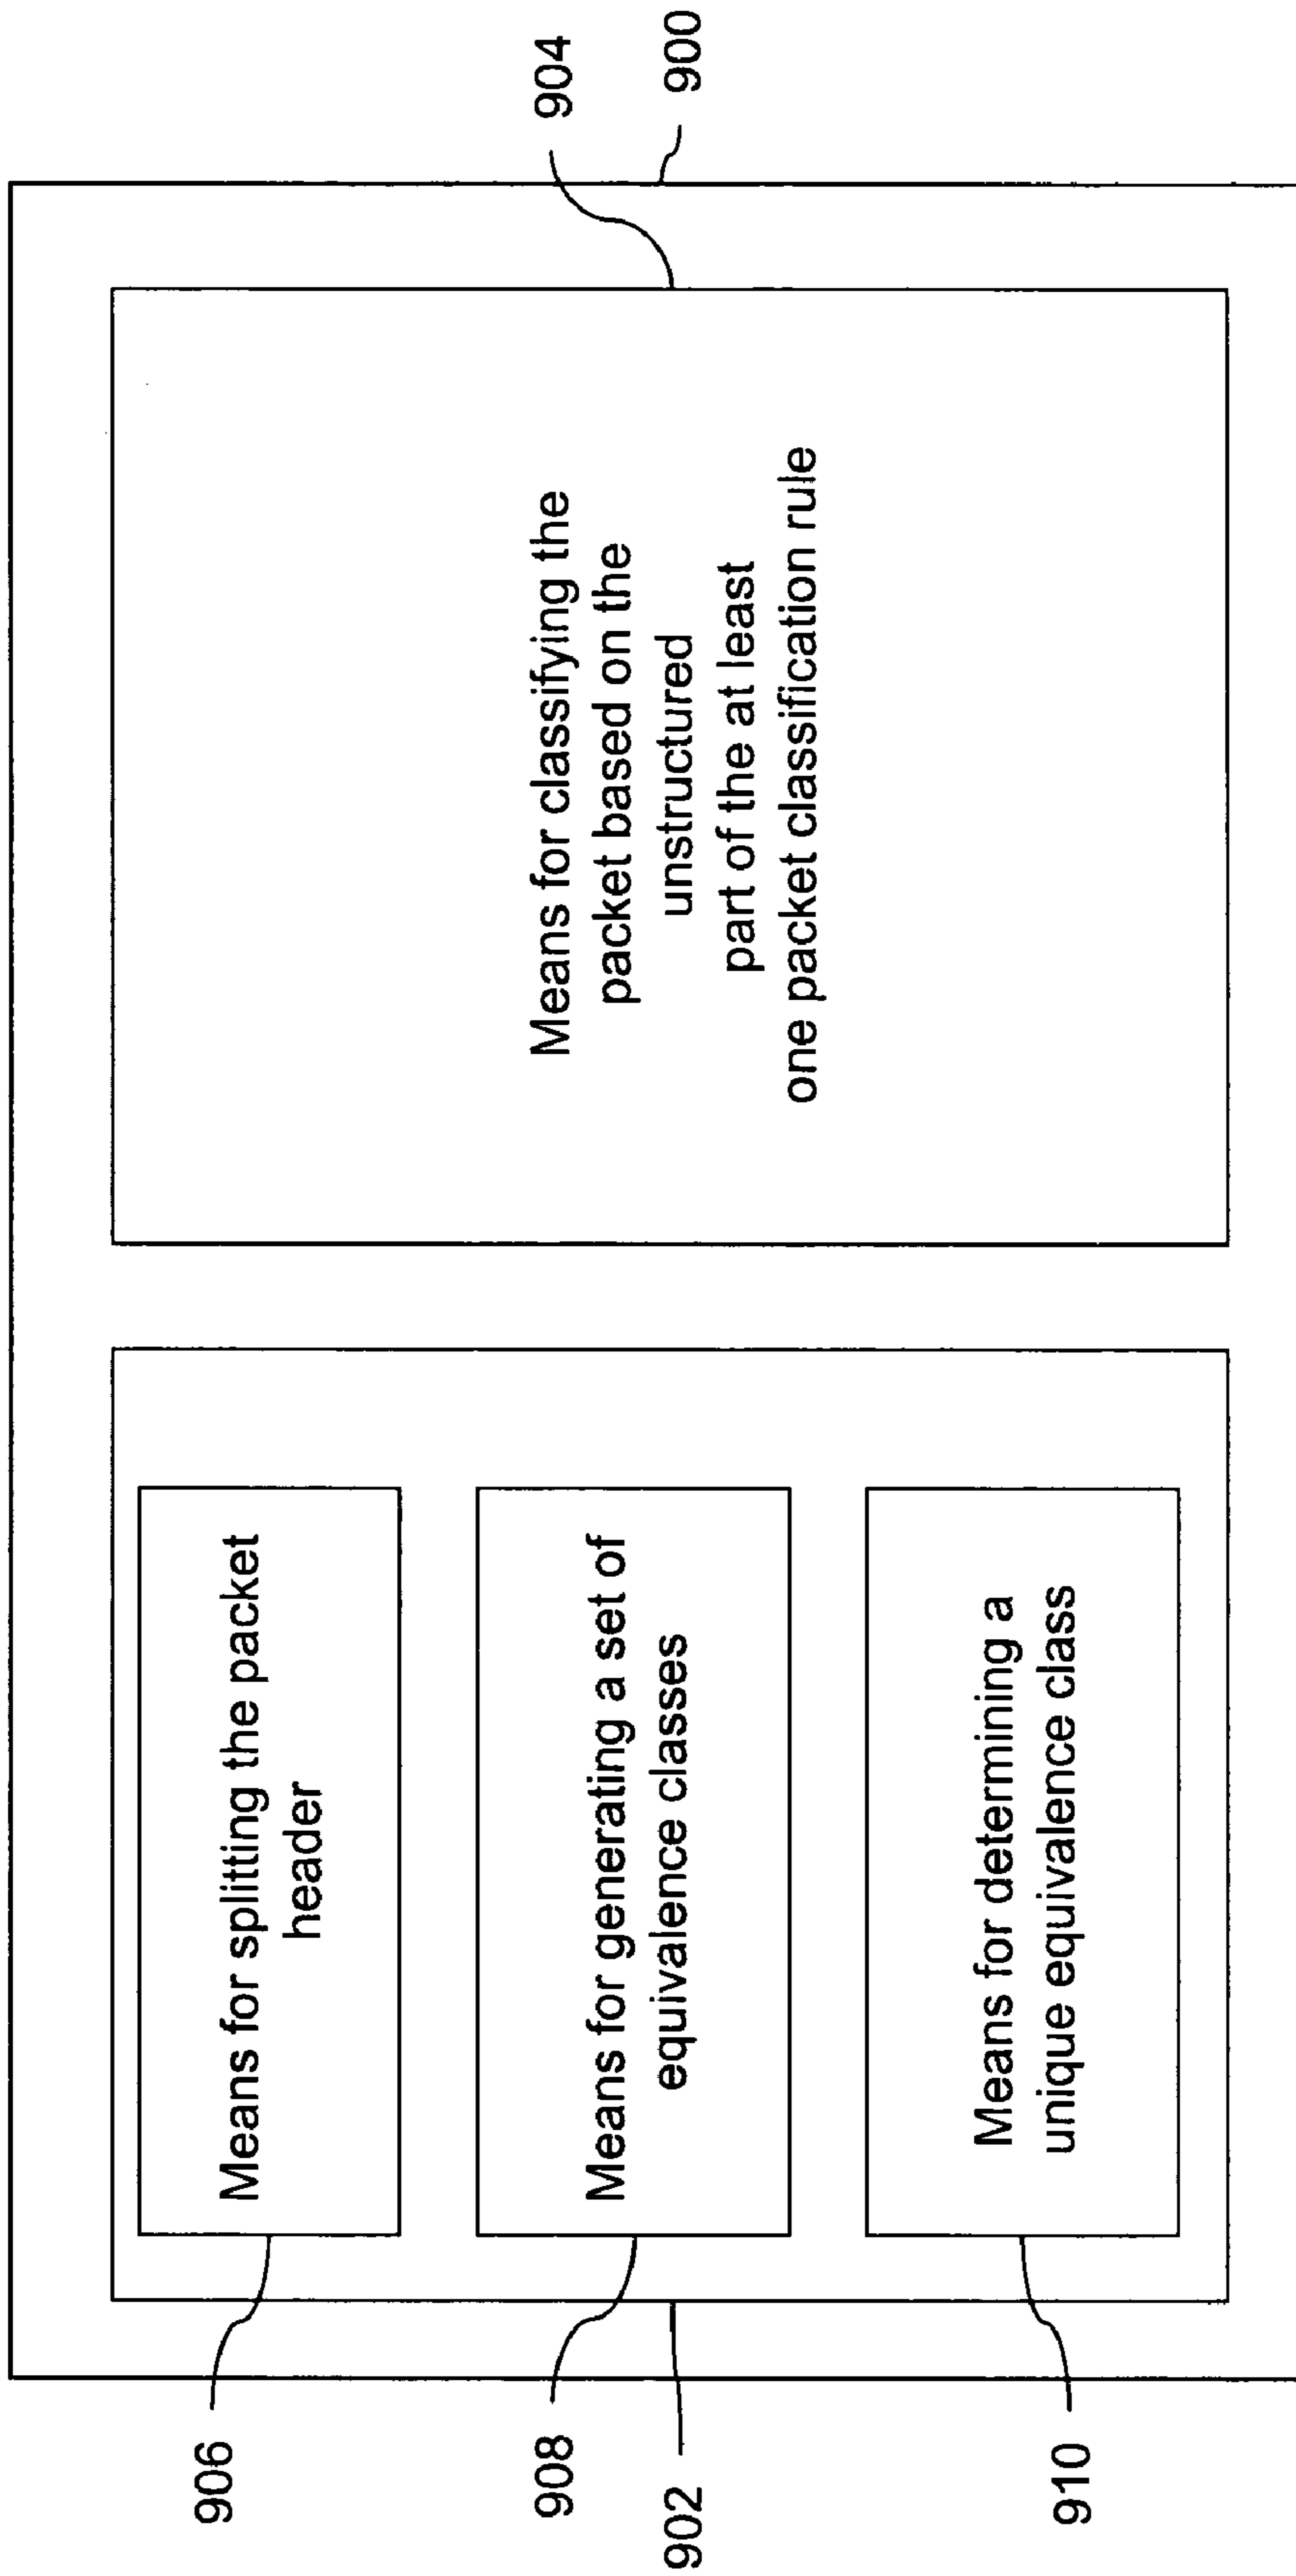 906
Means for splitting the packet
header
908
Means for generating a set of
equivalence classes
902
910
Means for determining a
unique equivalence class
904
Means for classifying the
packet based on the
unstructured
part of the at least
one packet classification rule
900